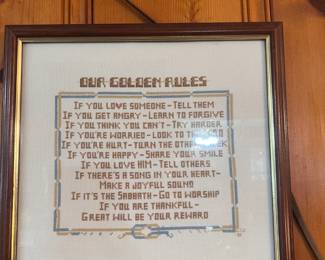 OUR GOLDEN RULES
IF YOU LOVE SOMEONE - TELL THEM
IF YOU GET ANGRY - LEARN TO FORGIVE
IF YOU THINK YOU CAN'T - TRY HARDER
IF YOU'RE WORRIED - LOOK TO THE
IF YOU'RE HURT - TURN THE OTHER
IF YOU'RE HAPPY - SHARE YOUR SMILE
IF YOU LOVE HIM - TELL OTHERS
IF THERE'S A SONG IN YOUR HEART -
MAKE A JOYFUL SOUND
IF IT'S THE SABBATH - GO TO WORSHIP
IF YOU ARE THANKFUL -
GREAT WILL BE YOUR REWARD